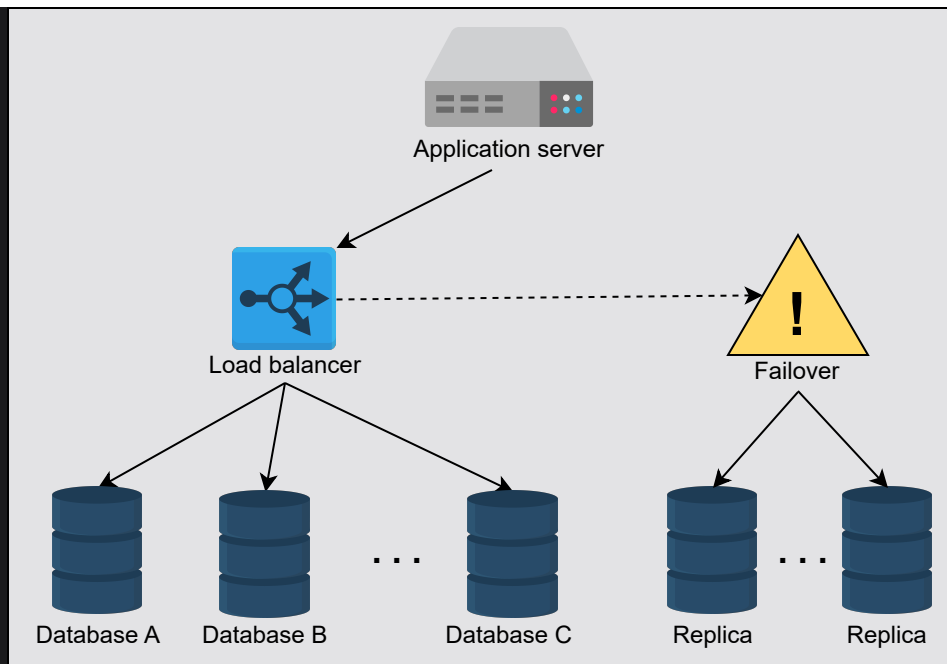 Application server
!
Load balancer
Failover
. . .
. . .
Database A
Database B
Database C
Replica
Replica